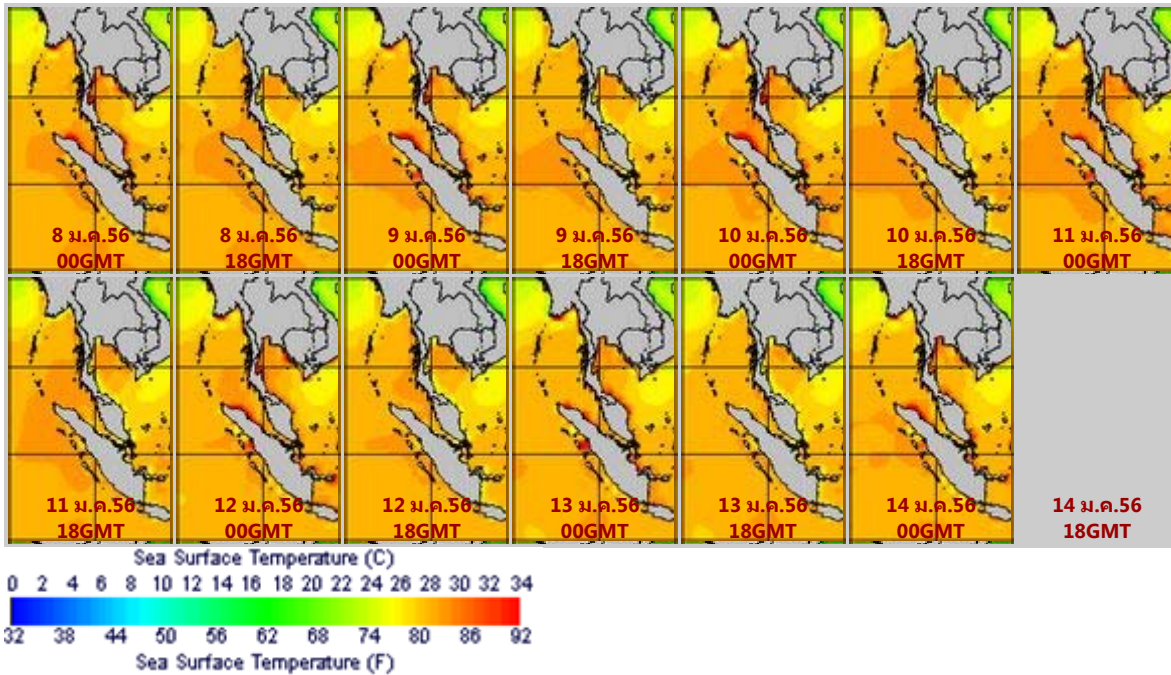 8 ม.ค.56
00GMT
8 ม.ค.56
18GMT
9 ม.ค.56
00GMT
9 ม.ค.56
18GMT
10 ม.ค.56
00GMT
10 ม.ค.56
18GMT
11 ม.ค.56
00GMT
11 ม.ค.56
18GMT
12 ม.ค.56
00GMT
12 ม.ค.56
18GMT
13 ม.ค.56
00GMT
13 ม.ค.56
18GMT
14 ม.ค.56
00GMT
14 ม.ค.56
18GMT
Sea Surface Temperature (C)
0 2 4 6 8 10 12 14 16 18 20 22 24 26 28 30 32 34
32 38 44 50 56 62 68 74 80 86 92
Sea Surface Temperature (F)